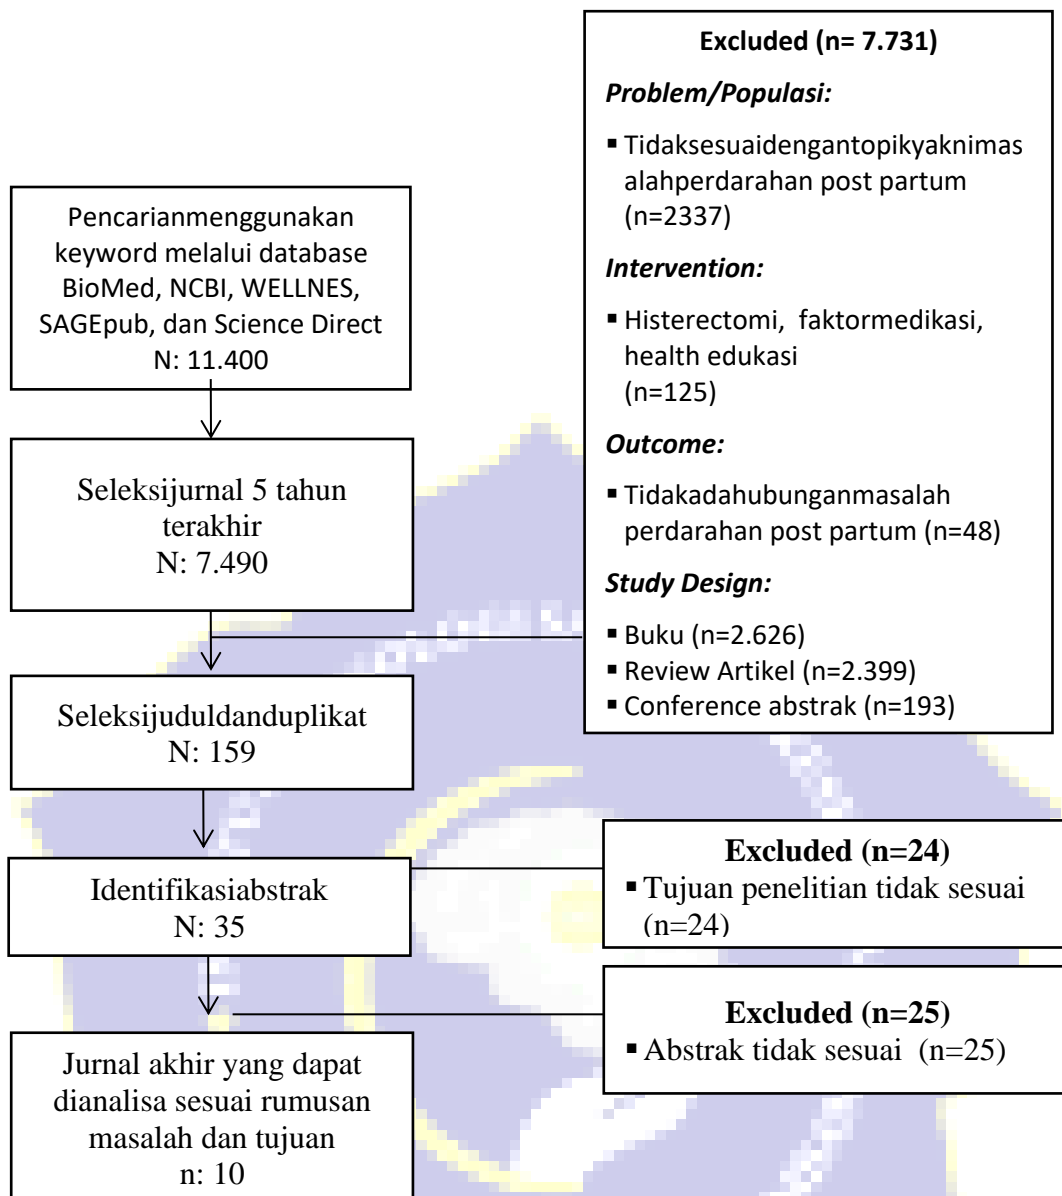 Pencarianmenggunakan
keyword melalui database
BioMed, NCBI, WELLNES,
SAGEpub, dan Science Direct
N: 11.400
Seleksijurnal 5 tahun
terakhir
N: 7.490
Excluded (n= 7.731)
Problem/Populasi:
▪ Tidaksesuaidengantopikyaknimas
alahperdarahan post partum
(n=2337)
Intervention:
▪ Histerectomi, faktormedikasi,
health edukasi
(n=125)
Outcome:
▪ Tidakadahubunganmasalah
perdarahan post partum (n=48)
Study Design:
▪ Buku (n=2.626)
▪ Review Artikel (n=2.399)
▪ Conference abstrak (n=193)
Seleksijuduldanduplikat
N: 159
Identifikasiabstrak
N: 35
Excluded (n=24)
▪ Tujuan penelitian tidak sesuai
(n=24)
Excluded (n=25)
▪ Abstrak tidak sesuai (n=25)
Jurnal akhir yang dapat
dianalisa sesuai rumusan
masalah dan tujuan
n: 10